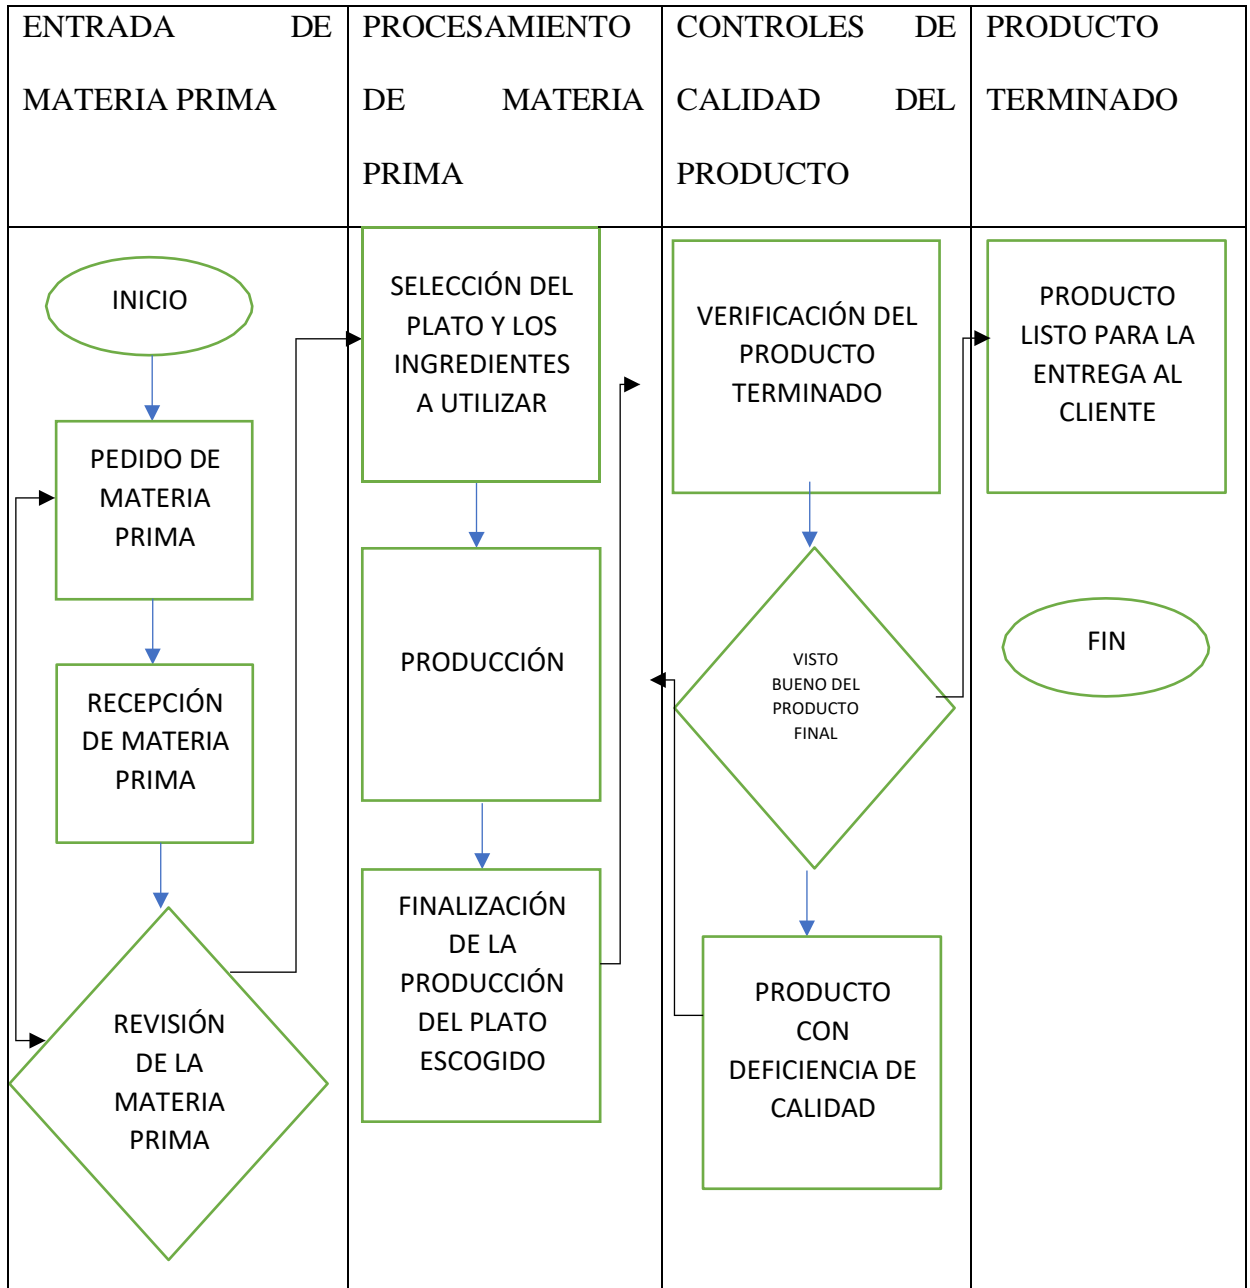 ENTRADA DE
MATERIA PRIMA
PROCESAMIENTO
DE MATERIA
PRIMA
CONTROLES DE
CALIDAD DEL
PRODUCTO
PRODUCTO
TERMINADO
INICIO
PEDIDO DE
MATERIA
PRIMA
RECEPCIÓN
DE MATERIA
PRIMA
REVISIÓN
DE LA
MATERIA
PRIMA
SELECCIÓN DEL
PLATO Y LOS
INGREDIENTES
A UTILIZAR
PRODUCCIÓN
FINALIZACIÓN
DE LA
PRODUCCIÓN
DEL PLATO
ESCOGIDO
VERIFICACIÓN DEL
PRODUCTO
TERMINADO
VISTO
BUENO DEL
PRODUCTO
FINAL
PRODUCTO
CON
DEFICIENCIA DE
CALIDAD
PRODUCTO
LISTO PARA LA
ENTREGA AL
CLIENTE
FIN